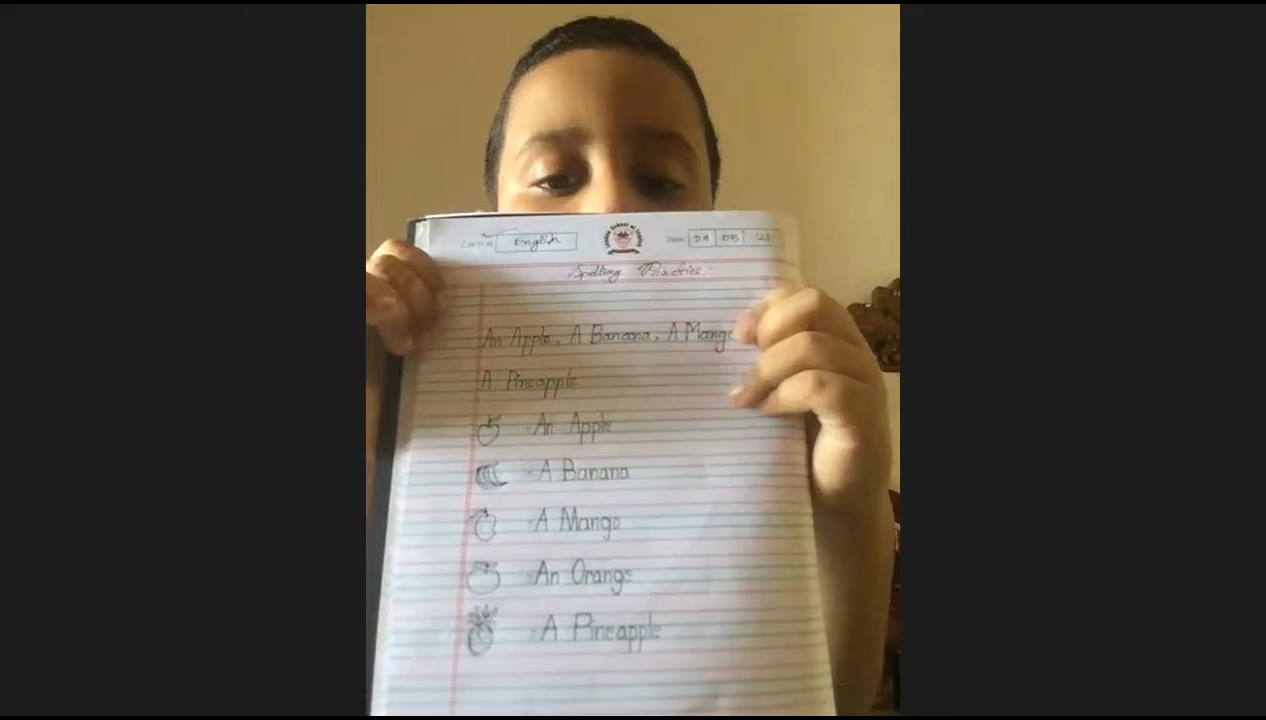 English
Spelling Practice
An Apple, A Banana, A Mango
A Pineapple
An Apple
A Banana
A Mango
An Orange
A Pineapple